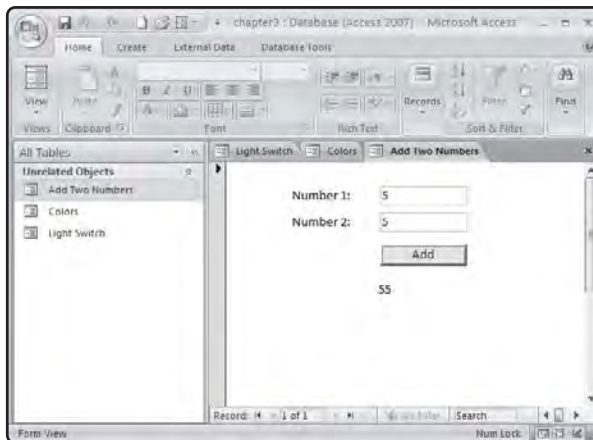 chapter3 : Database (Access 2007) Microsoft Access
Home Create External Data Database Tools
View Paste B I U Records Filter Find
Views Clipboard Font Rich Text Sort & Filter
All Tables
Light Switch Colors Add Two Numbers
Unrelated Objects
Add Two Numbers
Colors
Light Switch
Number 1: 5
Number 2: 5
Add
55
Record: 1 of 1 No Filter Search
Form View Num Lock